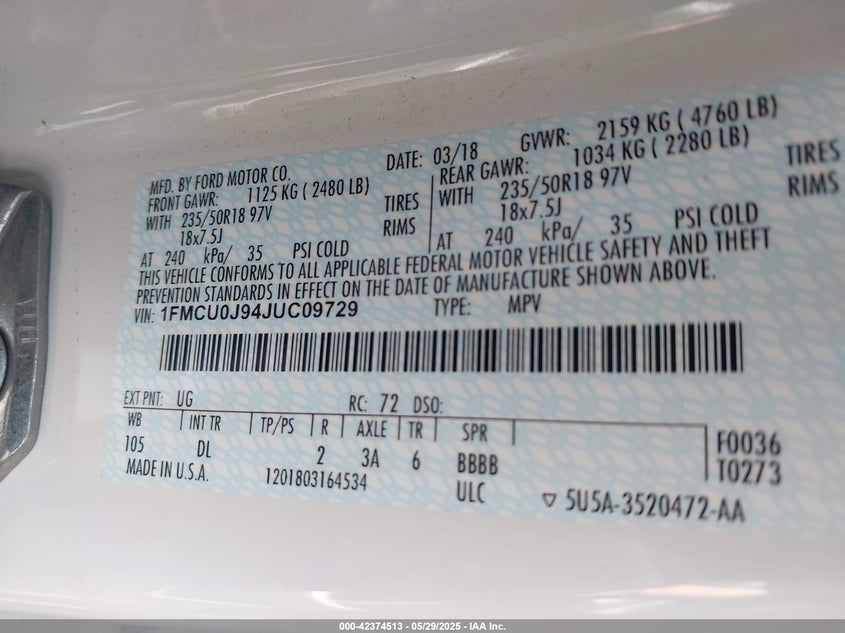 MFD. BY FORD MOTOR CO. DATE: 03/18 GVWR: 2159 KG ( 4760 LB)
FRONT GAWR: 1125 KG ( 2480 LB) REAR GAWR: 1034 KG ( 2280 LB)
WITH 235/50R18 97V TIRES WITH 235/50R18 97V TIRES
18x7.5J RIMS 18x7.5J RIMS
AT 240 kPa/ 35 PSI COLD AT 240 kPa/ 35 PSI COLD
THIS VEHICLE CONFORMS TO ALL APPLICABLE FEDERAL MOTOR VEHICLE SAFETY AND THEFT
PREVENTION STANDARDS IN EFFECT ON THE DATE OF MANUFACTURE SHOWN ABOVE.
VIN: 1FMCU0J94JUC09729 TYPE: MPV
EXT PNT: UG RC: 72 DSO:
WB INT TR TP/PS R AXLE TR SPR
105 DL 2 3A 6 BBBB F0036
MADE IN U.S.A. 1201803164534 ULC T0273
▽ 5U5A-3520472-AA
000-42374513 — 05/29/2025 — IAA Inc.